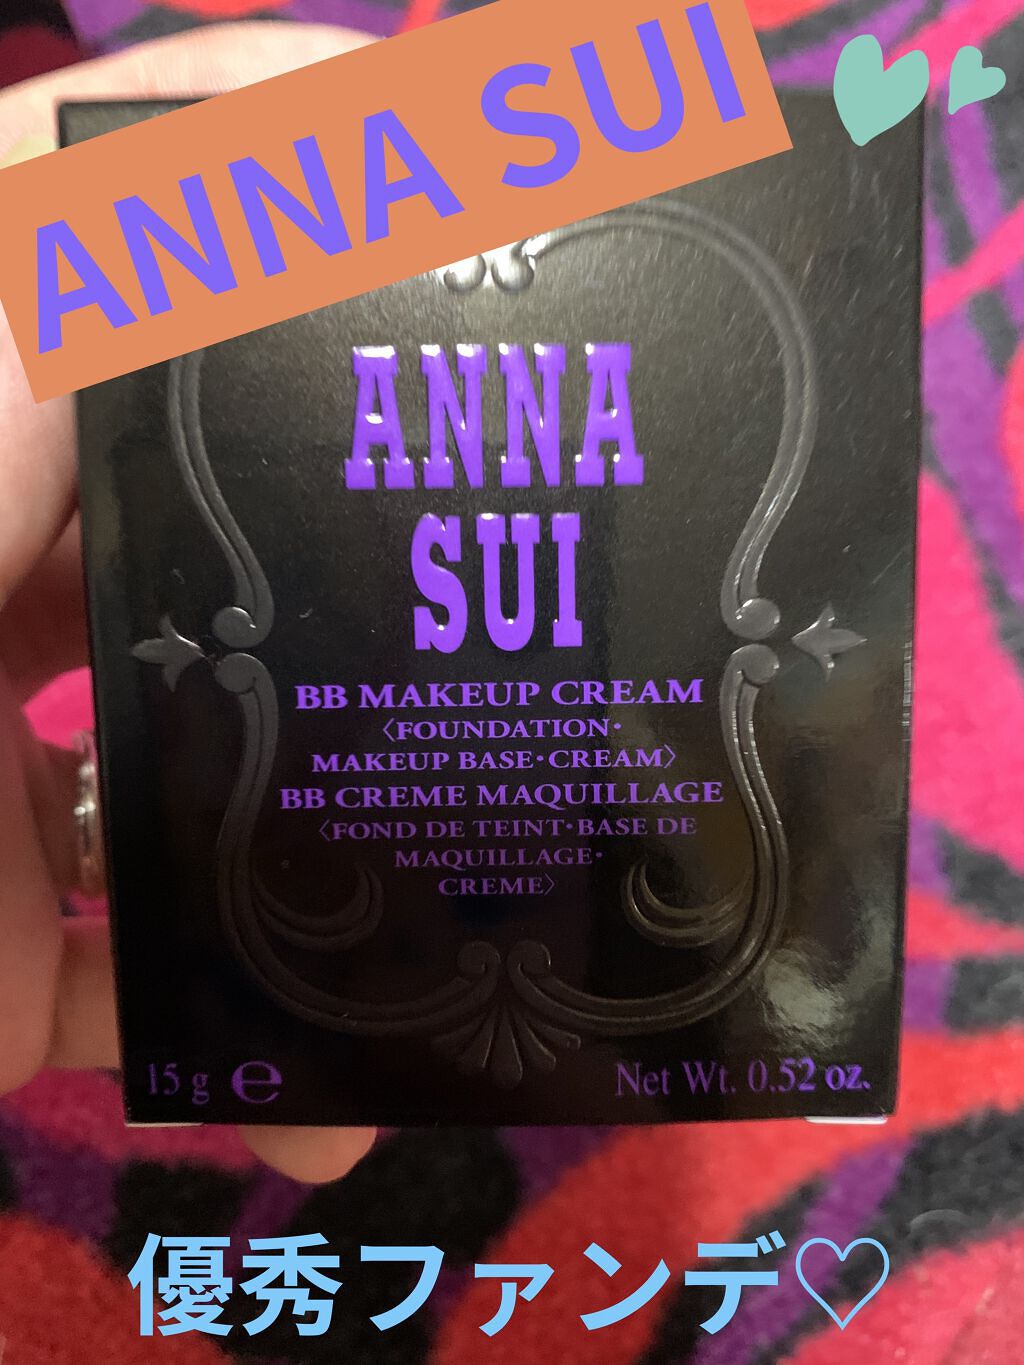 ANNA SUI
ANNA
SUI
BB MAKEUP CREAM
〈FOUNDATION・
MAKEUP BASE・CREAM〉
BB CREME MAQUILLAGE
〈FOND DE TEINT・BASE DE
MAQUILLAGE・
CREME〉
15 g ℮
Net Wt. 0.52 oz.
優秀ファンデ♡